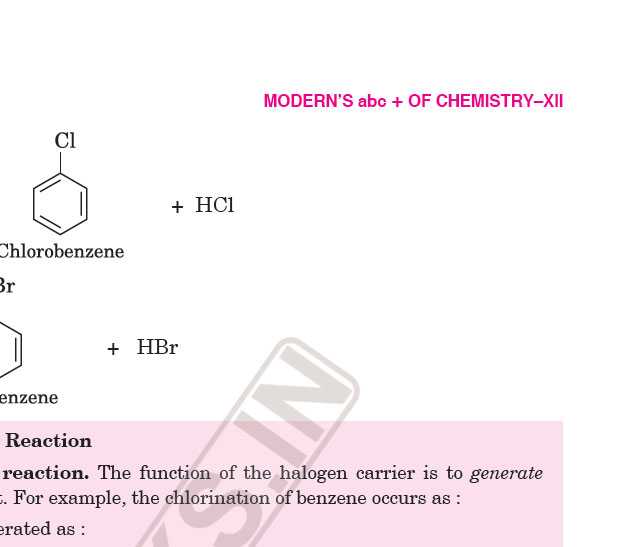 MODERN'S abc + OF CHEMISTRY–XII
Cl
+ HCl
Chlorobenzene
Br
+ HBr
enzene
Reaction
reaction. The function of the halogen carrier is to generate
t. For example, the chlorination of benzene occurs as :
erated as :
S.IN